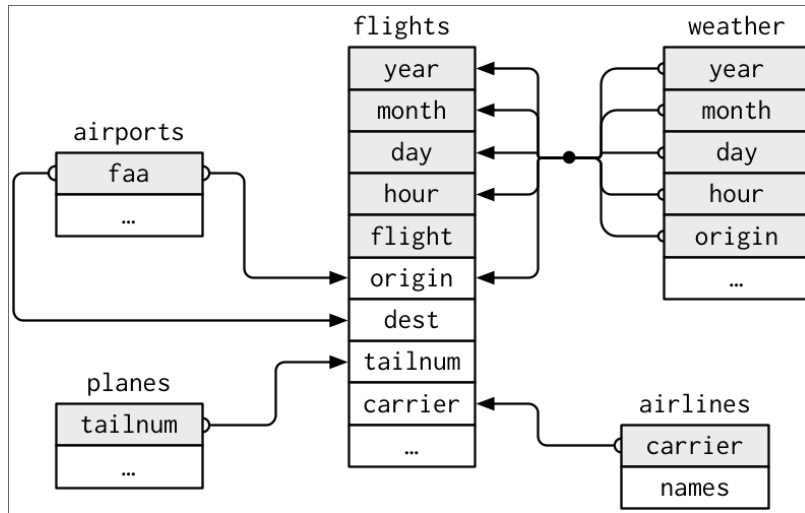 flights
year
month
day
hour
flight
origin
dest
tailnum
carrier
…
weather
year
month
day
hour
origin
…
airports
faa
…
planes
tailnum
…
airlines
carrier
names